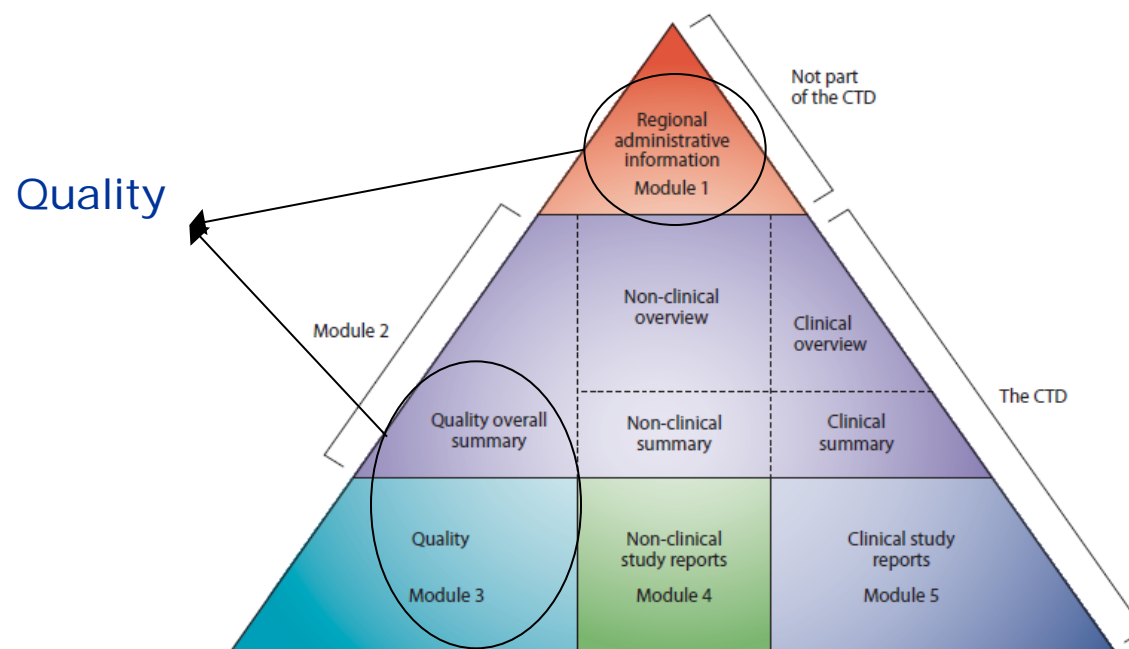 Not part
of the CTD
Regional
administrative
information
Module 1
Quality
Module 2
Non-clinical
overview
Clinical
overview
The CTD
Quality overall
summary
Non-clinical
summary
Clinical
summary
Quality
Module 3
Non-clinical
study reports
Module 4
Clinical study
reports
Module 5